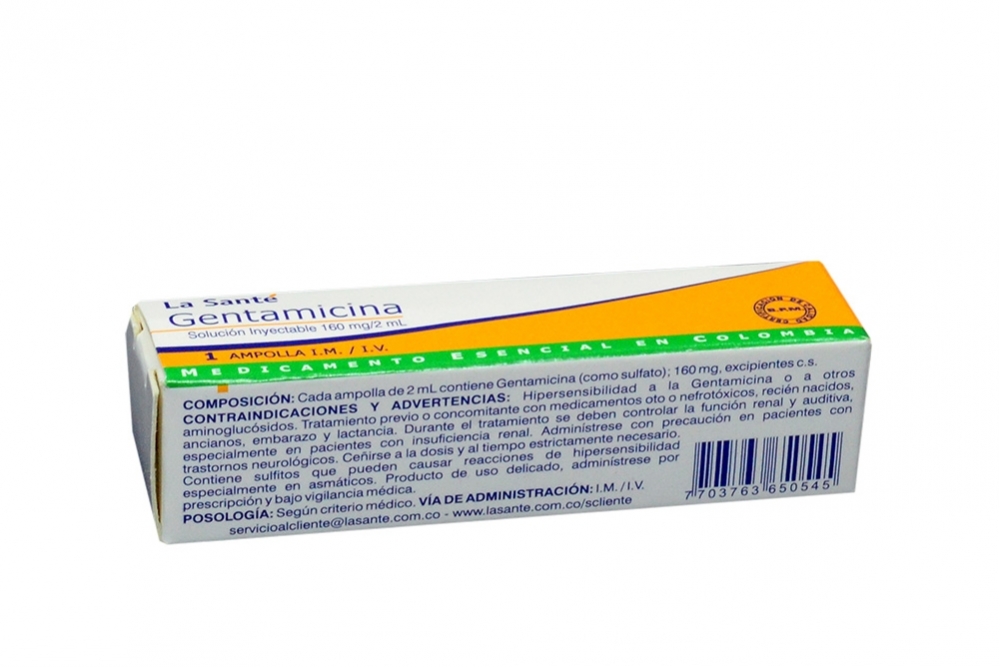 La Santé
Gentamicina
Solución Inyectable 160 mg/2 mL
1 AMPOLLA I.M. / I.V.
MEDICAMENTO ESENCIAL EN COLOMBIA
B.P.M.
COMPOSICIÓN: Cada ampolla de 2 mL contiene Gentamicina (como sulfato); 160 mg, excipientes c.s.
CONTRAINDICACIONES Y ADVERTENCIAS: Hipersensibilidad a la Gentamicina o a otros
aminoglucósidos. Tratamiento previo o concomitante con medicamentos oto o nefrotóxicos, recién nacidos,
ancianos, embarazo y lactancia. Durante el tratamiento se deben controlar la función renal y auditiva,
especialmente en pacientes con insuficiencia renal. Adminístrese con precaución en pacientes con
trastornos neurológicos. Ceñirse a la dosis y al tiempo estrictamente necesario.
Contiene sulfitos que pueden causar reacciones de hipersensibilidad
especialmente en asmáticos. Producto de uso delicado, adminístrese por
prescripción y bajo vigilancia médica.
POSOLOGÍA: Según criterio médico. VÍA DE ADMINISTRACIÓN: I.M. / I.V.
servicioalcliente@lasante.com.co - www.lasante.com.co/scliente
7 703763 650545